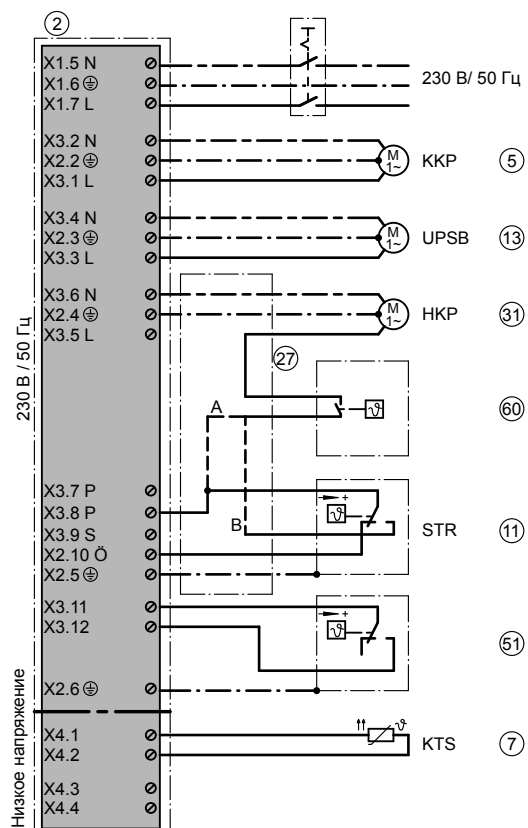 2
X1.5 N
X1.6
X1.7 L
230 В/ 50 Гц
X3.2 N
X2.2
X3.1 L
M
1~
KKP
5
X3.4 N
X2.3
X3.3 L
M
1~
UPSB
13
X3.6 N
X2.4
X3.5 L
M
1~
HKP
31
27
230 В / 50 Гц
A
ϑ
60
X3.7 P
X3.8 P
X3.9 S
X2.10 Ö
X2.5
B
+
ϑ
STR
11
X3.11
X3.12
X2.6
+
ϑ
51
Низкое напряжение
X4.1
X4.2
X4.3
X4.4
ϑ
KTS
7